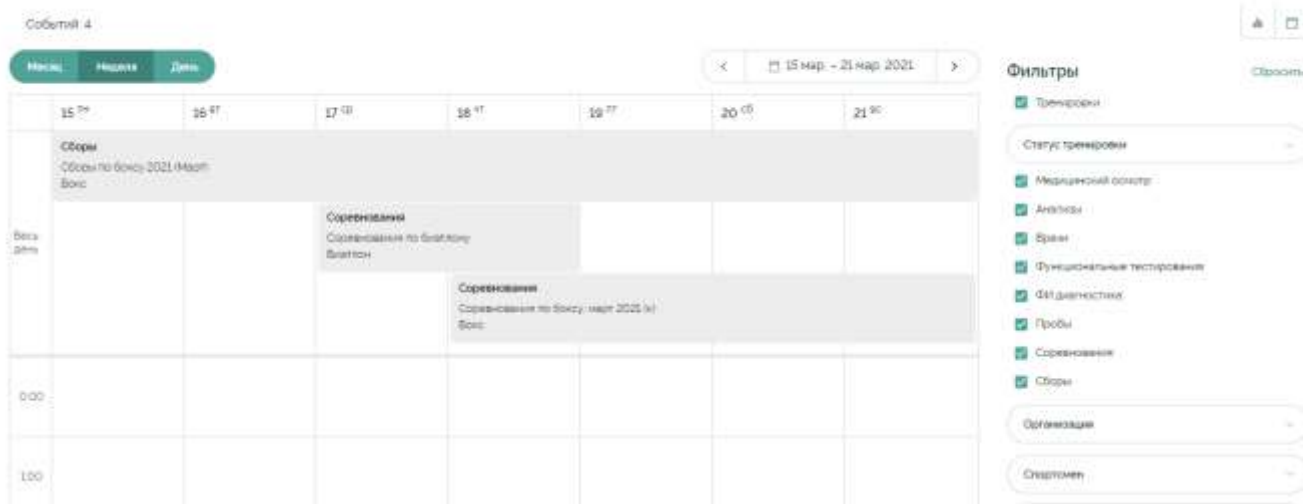 Событий: 4
Месяц Неделя День
15 мар. – 21 мар. 2021
Фильтры
Сбросить
15 ПН 16 ВТ 17 СР 18 ЧТ 19 ПТ 20 СБ 21 ВС
Тренировки
Статус тренировки
Весь
день
Сборы
Сборы по боксу 2021 (Март)
Бокс
Соревнования
Соревнования по биатлону
Биатлон
Соревнования
Соревнования по боксу, март 2021
Бокс
0:00
1:00
Медицинский осмотр
Анализы
Врачи
Функциональные тестирования
диагностика
Пробы
Соревнования
Сборы
Организация
Спортсмен